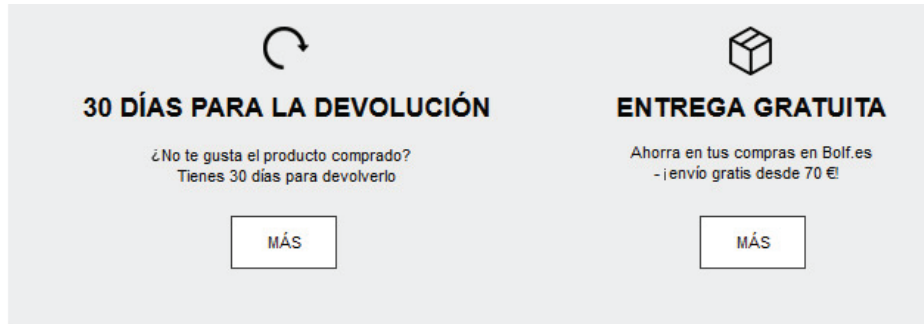 30 DÍAS PARA LA DEVOLUCIÓN
¿No te gusta el producto comprado?
Tienes 30 días para devolverlo
MÁS
ENTREGA GRATUITA
Ahorra en tus compras en Bolf.es
- ¡envío gratis desde 70 €!
MÁS